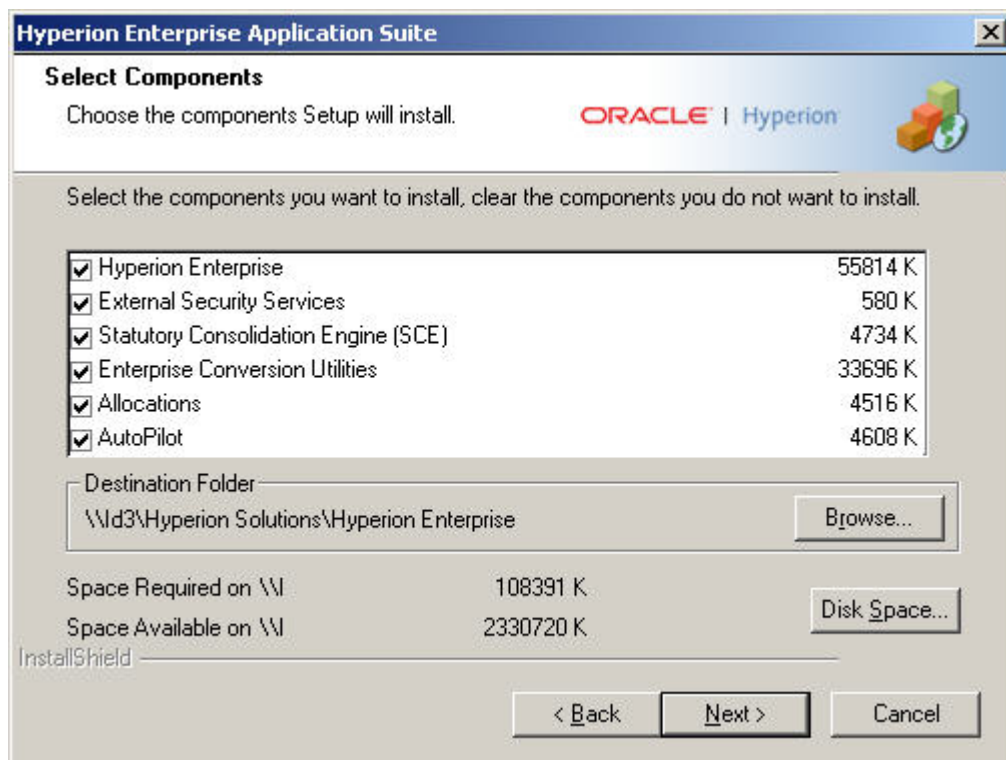 Hyperion Enterprise Application Suite
Select Components
Choose the components Setup will install.
ORACLE | Hyperion
Select the components you want to install, clear the components you do not want to install.
Hyperion Enterprise 55814 K
External Security Services 580 K
Statutory Consolidation Engine (SCE) 4734 K
Enterprise Conversion Utilities 33696 K
Allocations 4516 K
AutoPilot 4608 K
Destination Folder
\\ld3\Hyperion Solutions\Hyperion Enterprise
Browse...
Space Required on \\l 108391 K
Space Available on \\l 2330720 K
Disk Space...
InstallShield
< Back Next > Cancel